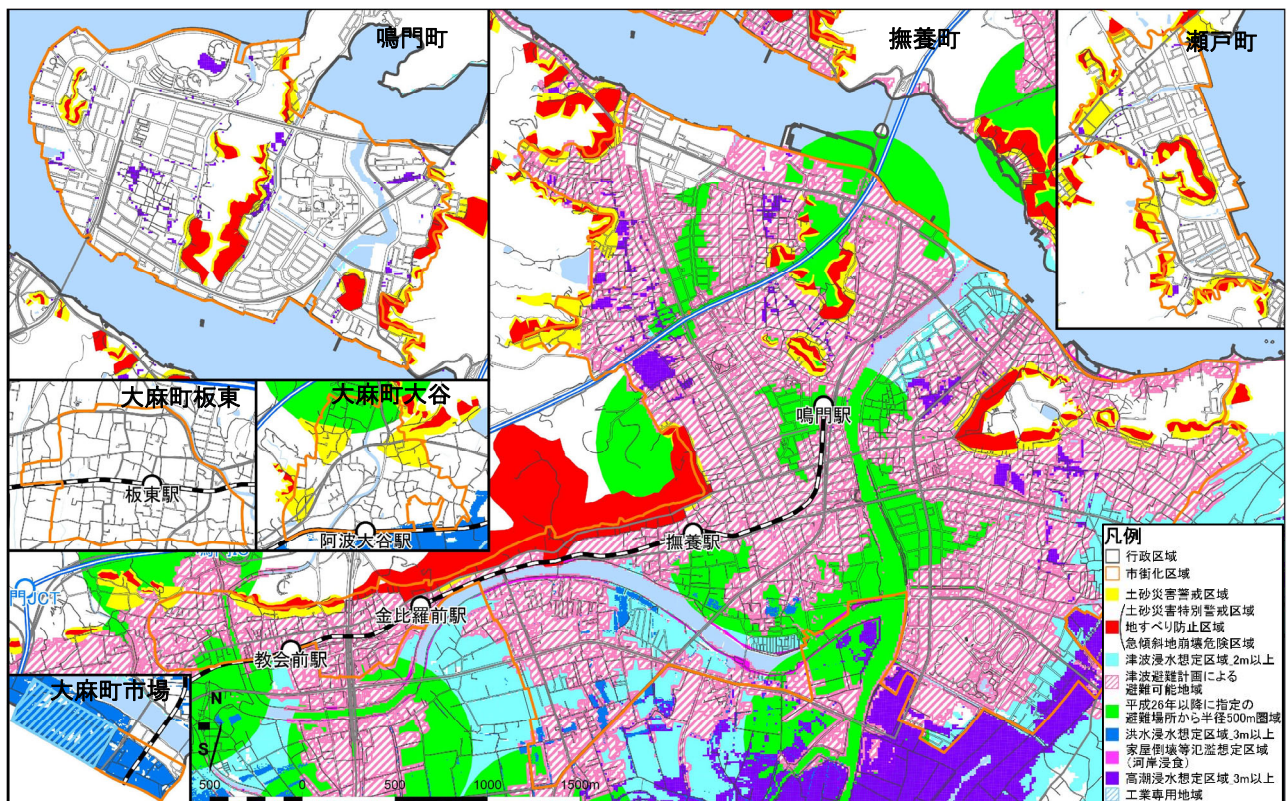 鳴門町
撫養町
瀬戸町
大麻町板東
板東駅
大麻町大谷
阿波大谷駅
鳴門駅
撫養駅
金比羅前駅
教会前駅
門JCT
大麻町市場
N
S
500
0
500
1000
1500m
凡例
行政区域
市街化区域
土砂災害警戒区域
土砂災害特別警戒区域
地すべり防止区域
急傾斜地崩壊危険区域
津波浸水想定区域_2m以上
津波避難計画による
避難可能地域
平成26年以降に指定の
避難場所から半径500m圏域
洪水浸水想定区域_3m以上
家屋倒壊等氾濫想定区域
(河岸浸食)
高潮浸水想定区域_3m以上
工業専用地域